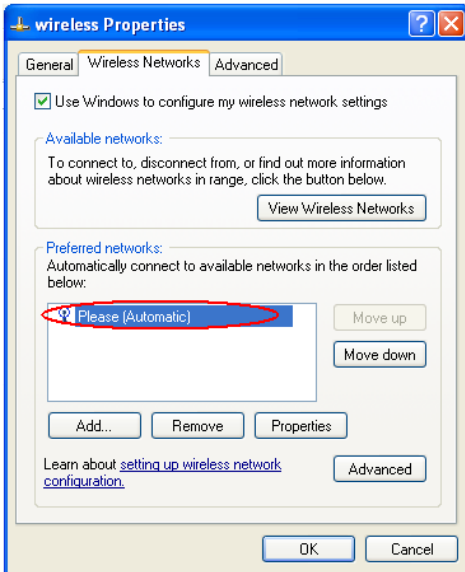 wireless Properties
General Wireless Networks Advanced
Use Windows to configure my wireless network settings
Available networks:
To connect to, disconnect from, or find out more information
about wireless networks in range, click the button below.
View Wireless Networks
Preferred networks:
Automatically connect to available networks in the order listed
below:
Please (Automatic)
Move up
Move down
Add... Remove Properties
Learn about setting up wireless network
configuration.
Advanced
OK Cancel